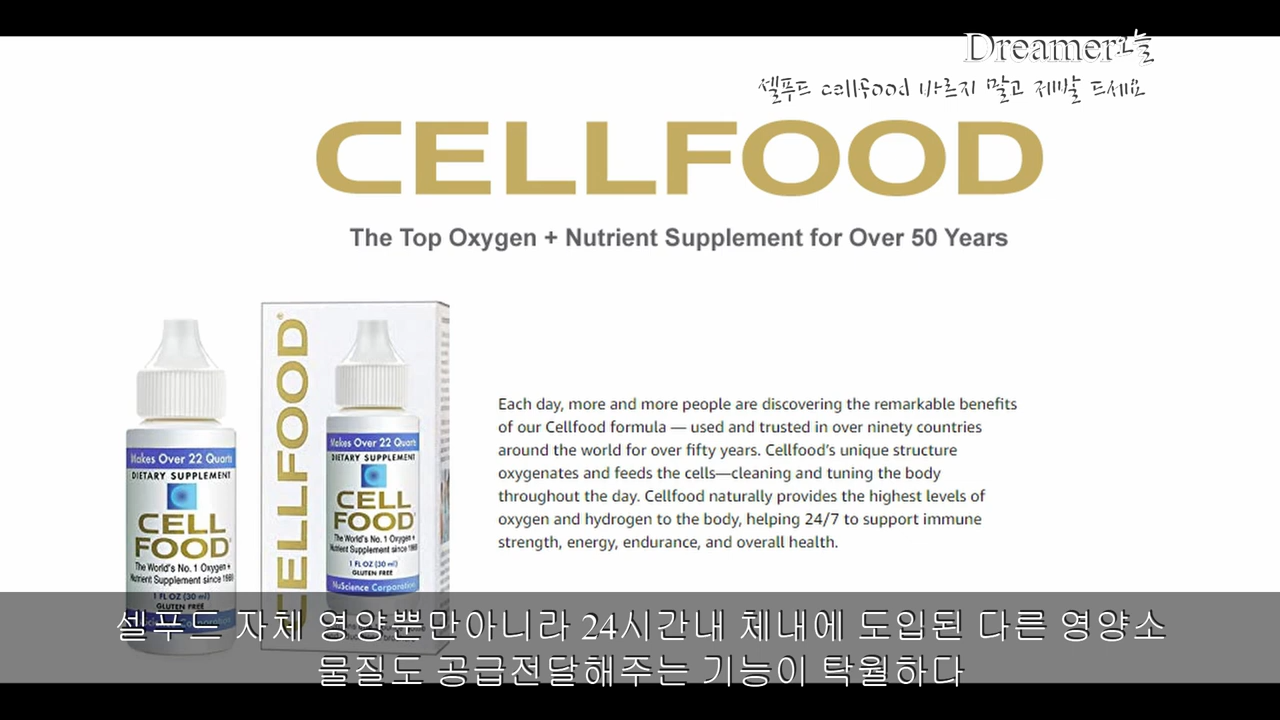 Dreamer오늘
셀푸드 cellfood 바르지 말고 제발 드세요
CELLFOOD
The Top Oxygen + Nutrient Supplement for Over 50 Years
Makes Over 22 Quarts
DIETARY SUPPLEMENT
CELL
FOOD
The World's No. 1 Oxygen +
Nutrient Supplement since 1969
1 FL OZ (30 ml)
GLUTEN FREE
CELLFOOD®
Makes Over 22 Quarts
DIETARY SUPPLEMENT
CELL
FOOD
The World's No. 1 Oxygen +
Nutrient Supplement since 1969
1 FL OZ (30 ml)
GLUTEN FREE
NuScience Corporation
Each day, more and more people are discovering the remarkable benefits
of our Cellfood formula — used and trusted in over ninety countries
around the world for over fifty years. Cellfood's unique structure
oxygenates and feeds the cells—cleaning and tuning the body
throughout the day. Cellfood naturally provides the highest levels of
oxygen and hydrogen to the body, helping 24/7 to support immune
strength, energy, endurance, and overall health.
셀푸드 자체 영양뿐만아니라 24시간내 체내에 도입된 다른 영양소
물질도 공급전달해주는 기능이 탁월하다